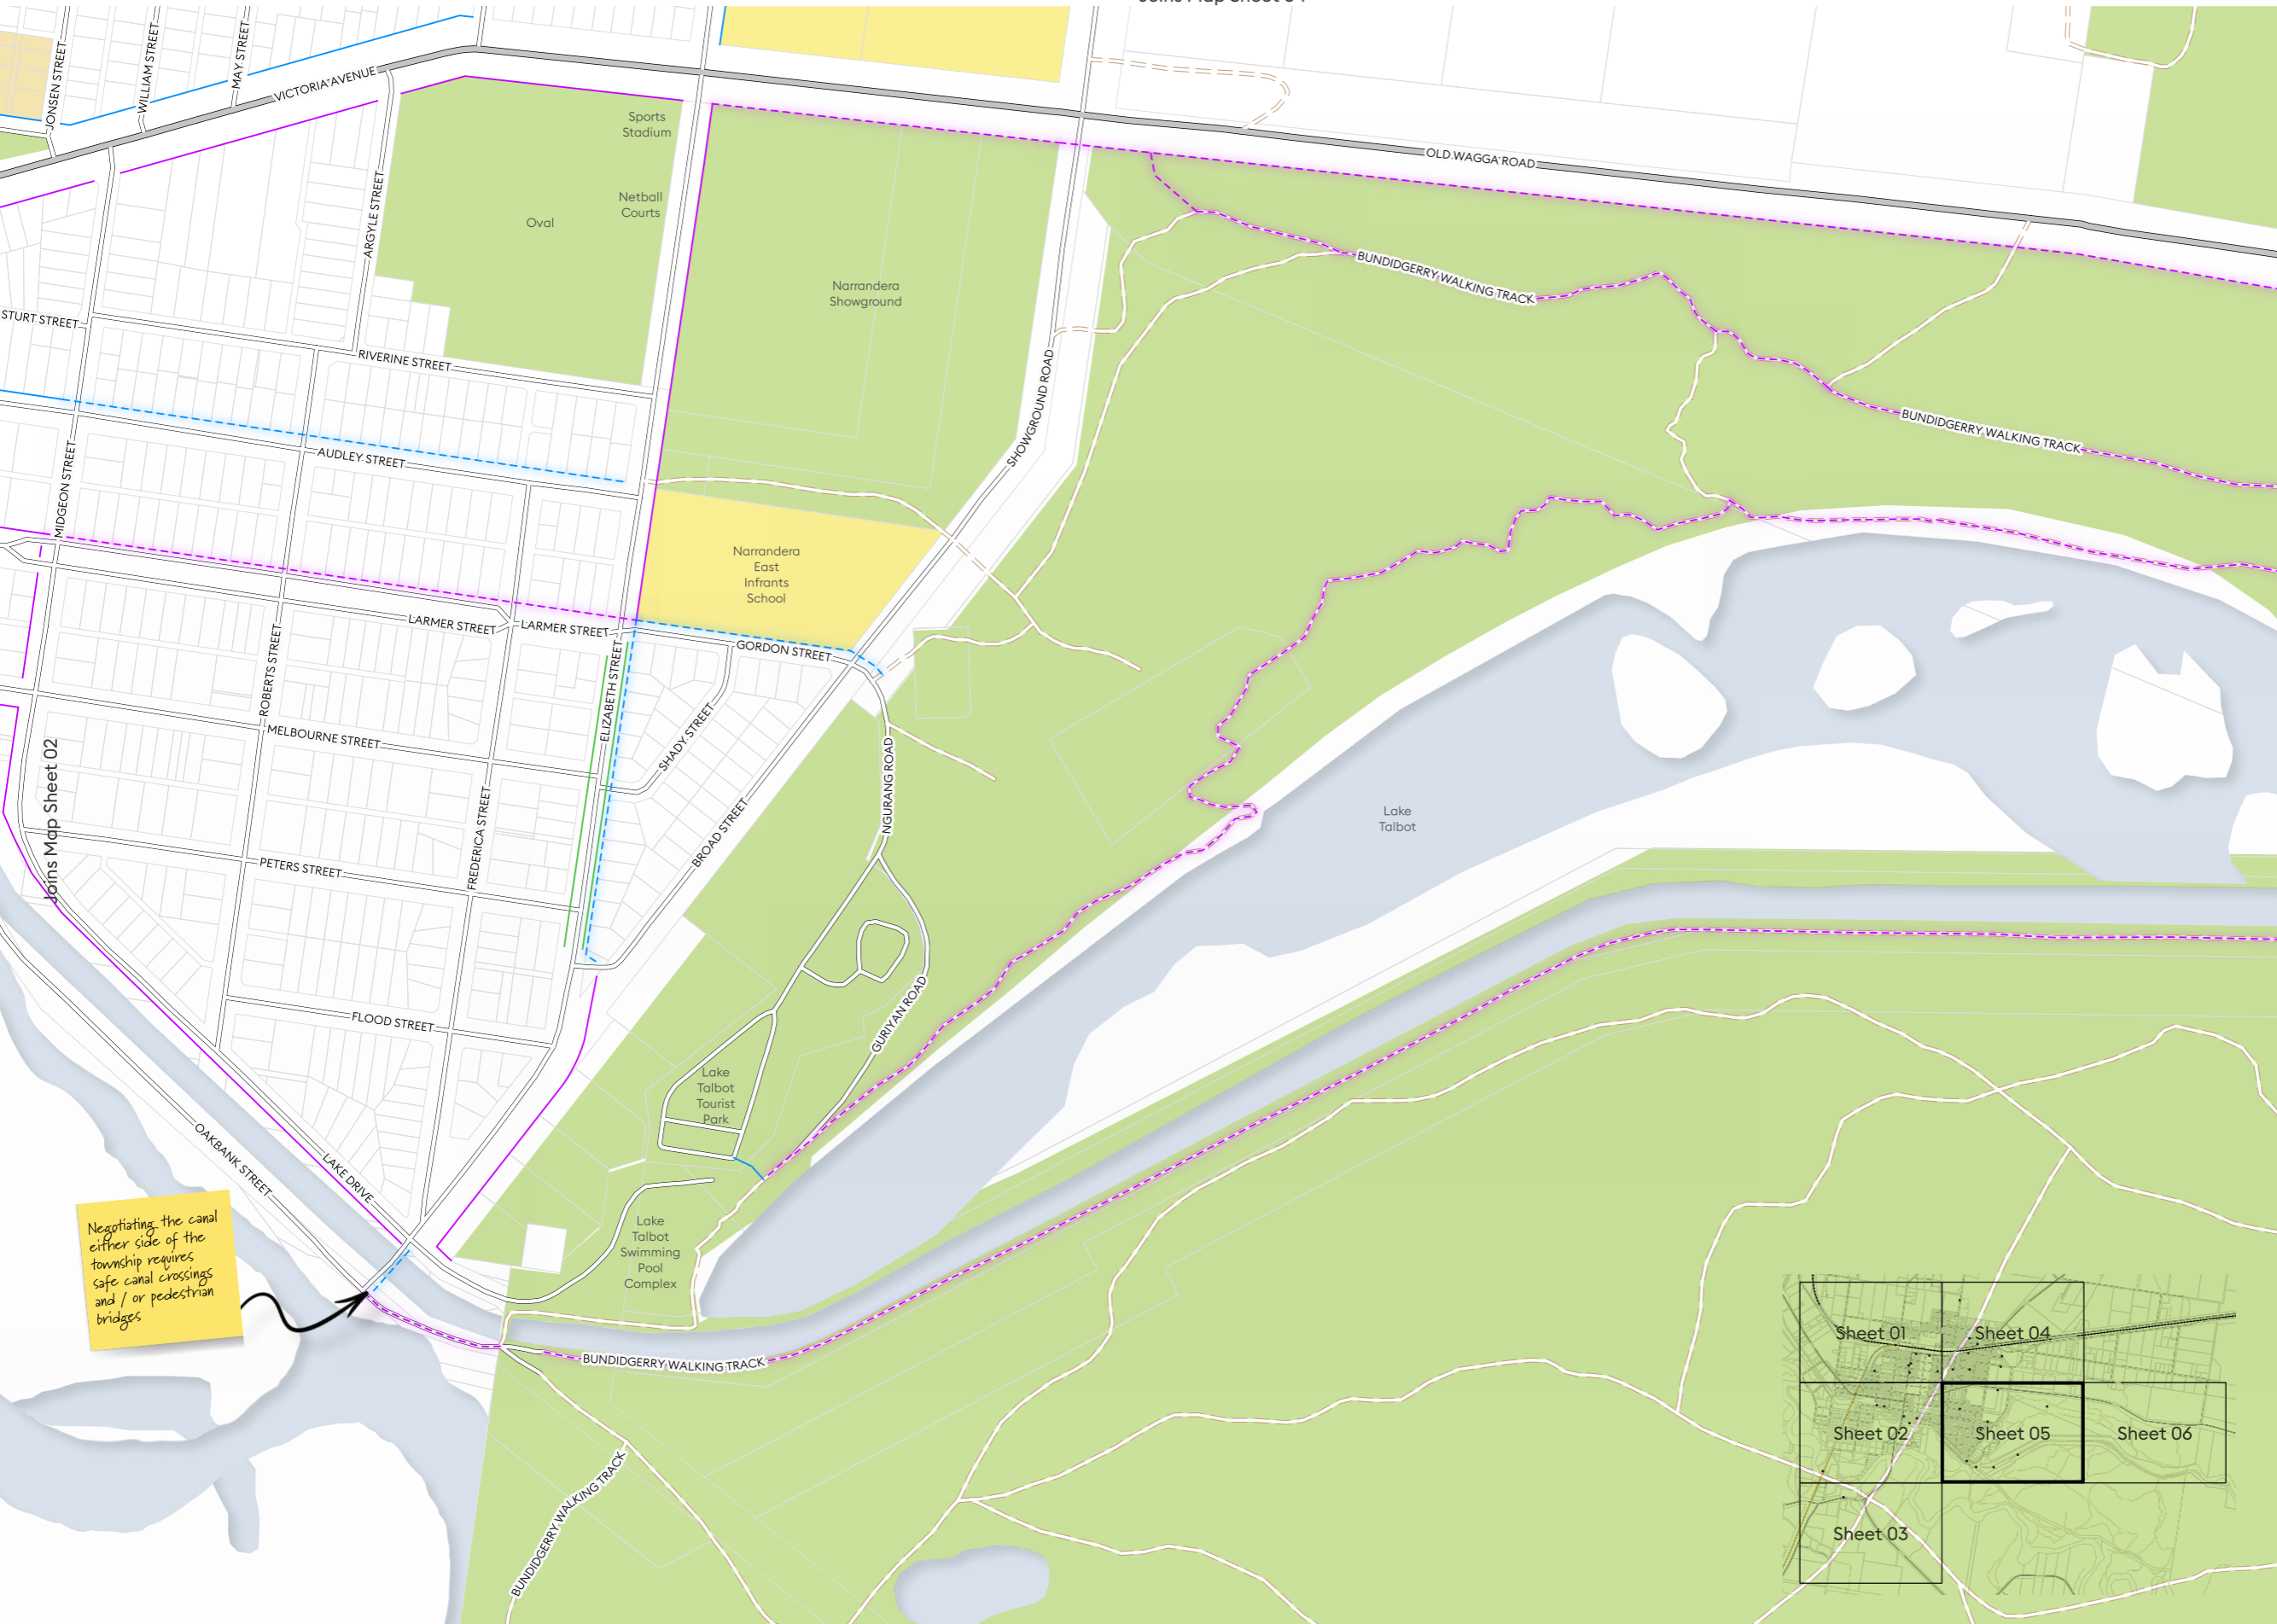 Joins Map Sheet 04
JONSEN STREET
WILLIAM STREET
MAY STREET
VICTORIA AVENUE
Sports
Stadium
OLD WAGGA ROAD
ARGYLE STREET
Netball
Courts
Oval
BUNDIDGERRY WALKING TRACK
Narrandera
Showground
STURT STREET
RIVERINE STREET
SHOWGROUND ROAD
BUNDIDGERRY WALKING TRACK
AUDLEY STREET
MIDGEON STREET
Narrandera
East
Infrants
School
LARMER STREET
LARMER STREET
GORDON STREET
ROBERTS STREET
ELIZABETH STREET
MELBOURNE STREET
SHADY STREET
NGURANG ROAD
Joins Map Sheet 02
Lake
Talbot
FREDERICA STREET
BROAD STREET
PETERS STREET
FLOOD STREET
GURIYAN ROAD
Lake
Talbot
Tourist
Park
OAKBANK STREET
LAKE DRIVE
Negotiating the canal
either side of the
township requires
safe canal crossings
and / or pedestrian
bridges
Lake
Talbot
Swimming
Pool
Complex
BUNDIDGERRY WALKING TRACK
BUNDIDGERRY WALKING TRACK
Sheet 01
Sheet 04
Sheet 02
Sheet 05
Sheet 06
Sheet 03